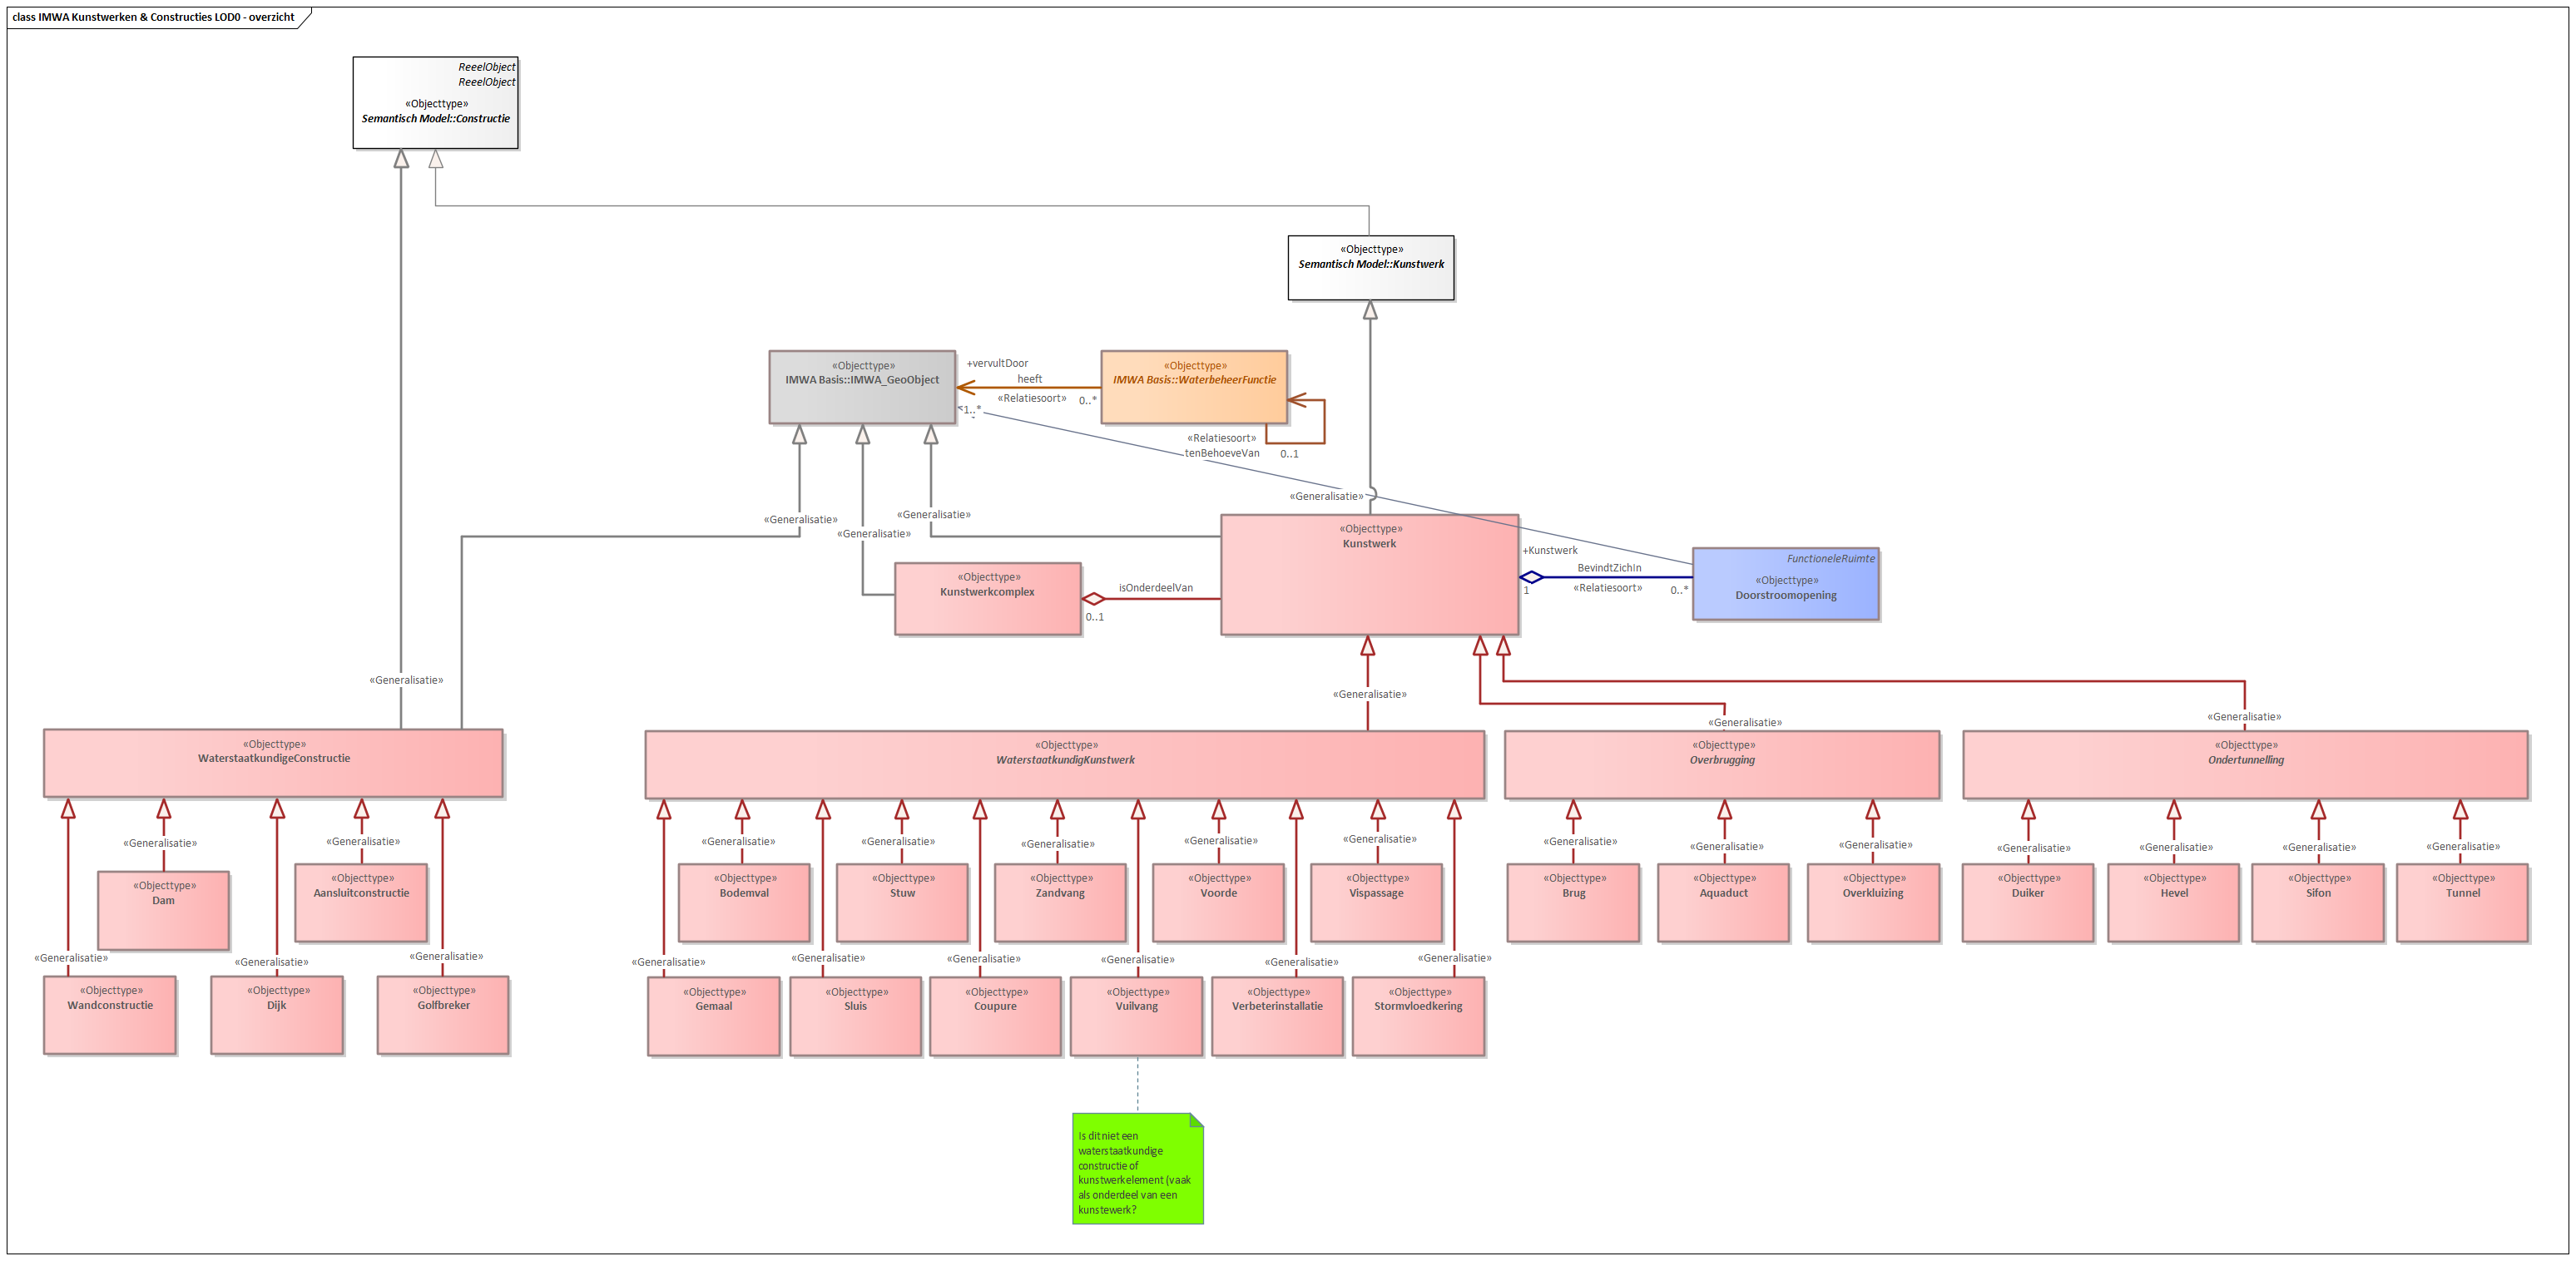 class IMWA Kunstwerken & Constructies LOD0 - overzicht
ReeelObject
ReeelObject
«Objecttype»
Semantisch Model::Constructie
«Objecttype»
Semantisch Model::Kunstwerk
«Objecttype»
IMWA Basis::IMWA_GeoObject
+vervultDoor
heeft
«Relatiesoort»
0..*
1..*
«Objecttype»
IMWA Basis::WaterbeheerFunctie
«Relatiesoort»
tenBehoeveVan
0..1
«Generalisatie»
«Generalisatie»
«Generalisatie»
«Generalisatie»
«Objecttype»
Kunstwerk
+Kunstwerk
BevindtZichIn
1
«Relatiesoort»
0..*
FunctioneleRuimte
«Objecttype»
Doorstroomopening
«Objecttype»
Kunstwerkcomplex
isOnderdeelVan
0..1
«Generalisatie»
«Generalisatie»
«Generalisatie»
«Generalisatie»
«Objecttype»
WaterstaatkundigeConstructie
«Objecttype»
WaterstaatkundigKunstwerk
«Objecttype»
Overbrugging
«Objecttype»
Ondertunnelling
«Generalisatie»
«Generalisatie»
«Generalisatie»
«Generalisatie»
«Generalisatie»
«Generalisatie»
«Generalisatie»
«Generalisatie»
«Generalisatie»
«Generalisatie»
«Generalisatie»
«Generalisatie»
«Generalisatie»
«Generalisatie»
«Objecttype»
Dam
«Objecttype»
Aansluitconstructie
«Objecttype»
Bodemval
«Objecttype»
Stuw
«Objecttype»
Zandvang
«Objecttype»
Voorde
«Objecttype»
Vispassage
«Objecttype»
Brug
«Objecttype»
Aquaduct
«Objecttype»
Overkluizing
«Objecttype»
Duiker
«Objecttype»
Hevel
«Objecttype»
Sifon
«Objecttype»
Tunnel
«Generalisatie»
«Generalisatie»
«Generalisatie»
«Generalisatie»
«Generalisatie»
«Generalisatie»
«Generalisatie»
«Generalisatie»
«Generalisatie»
«Objecttype»
Wandconstructie
«Objecttype»
Dijk
«Objecttype»
Golfbreker
«Objecttype»
Gemaal
«Objecttype»
Sluis
«Objecttype»
Coupure
«Objecttype»
Vuilvang
«Objecttype»
Verbeterinstallatie
«Objecttype»
Stormvloedkering
Is dit niet een
waterstaatkundige
constructie of
kunstwerkelement (vaak
als onderdeel van een
kunstewerk?